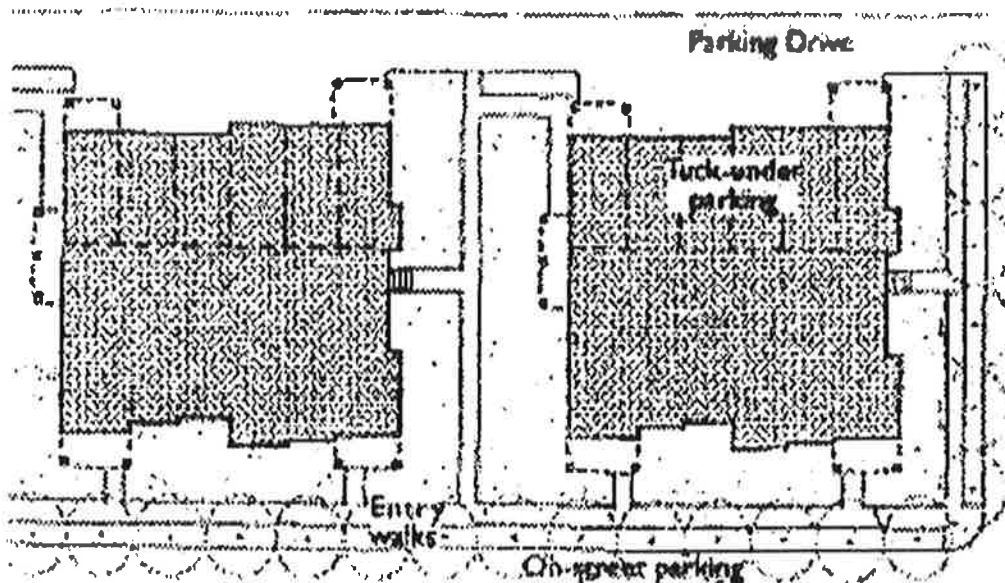 Parking Drive
Tuck-under
parking
Entry
walks
On-street parking